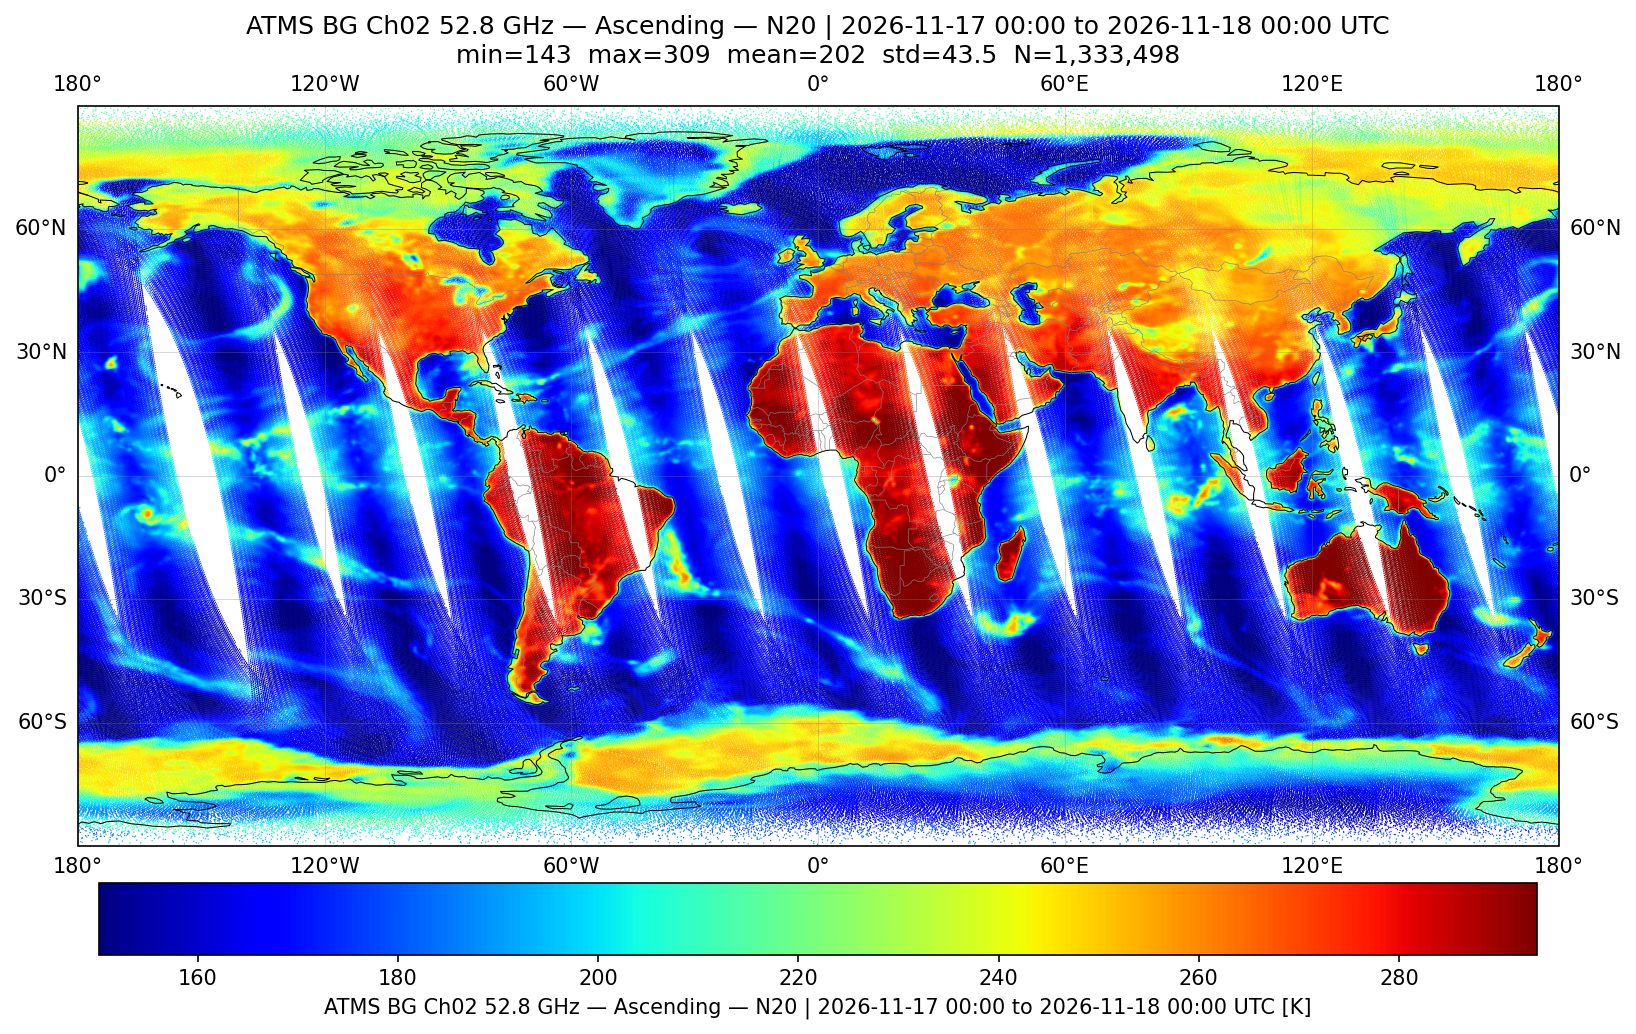 ATMS BG Ch02 52.8 GHz — Ascending — N20 | 2026-11-17 00:00 to 2026-11-18 00:00 UTC
min=143 max=309 mean=202 std=43.5 N=1,333,498
180° 120°W 60°W 0° 60°E 120°E 180°
60°N 60°N
30°N 30°N
0° 0°
30°S 30°S
60°S 60°S
180° 120°W 60°W 0° 60°E 120°E 180°
160 180 200 220 240 260 280
ATMS BG Ch02 52.8 GHz — Ascending — N20 | 2026-11-17 00:00 to 2026-11-18 00:00 UTC [K]